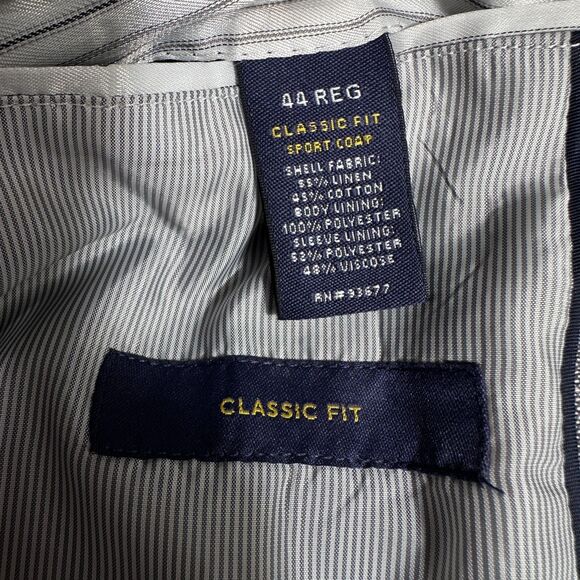 44 REG
CLASSIC FIT
SPORT COAT
SHELL FABRIC:
55% LINEN
45% COTTON
BODY LINING:
100% POLYESTER
SLEEVE LINING:
52% POLYESTER
48% VISCOSE
RN#93677
CLASSIC FIT